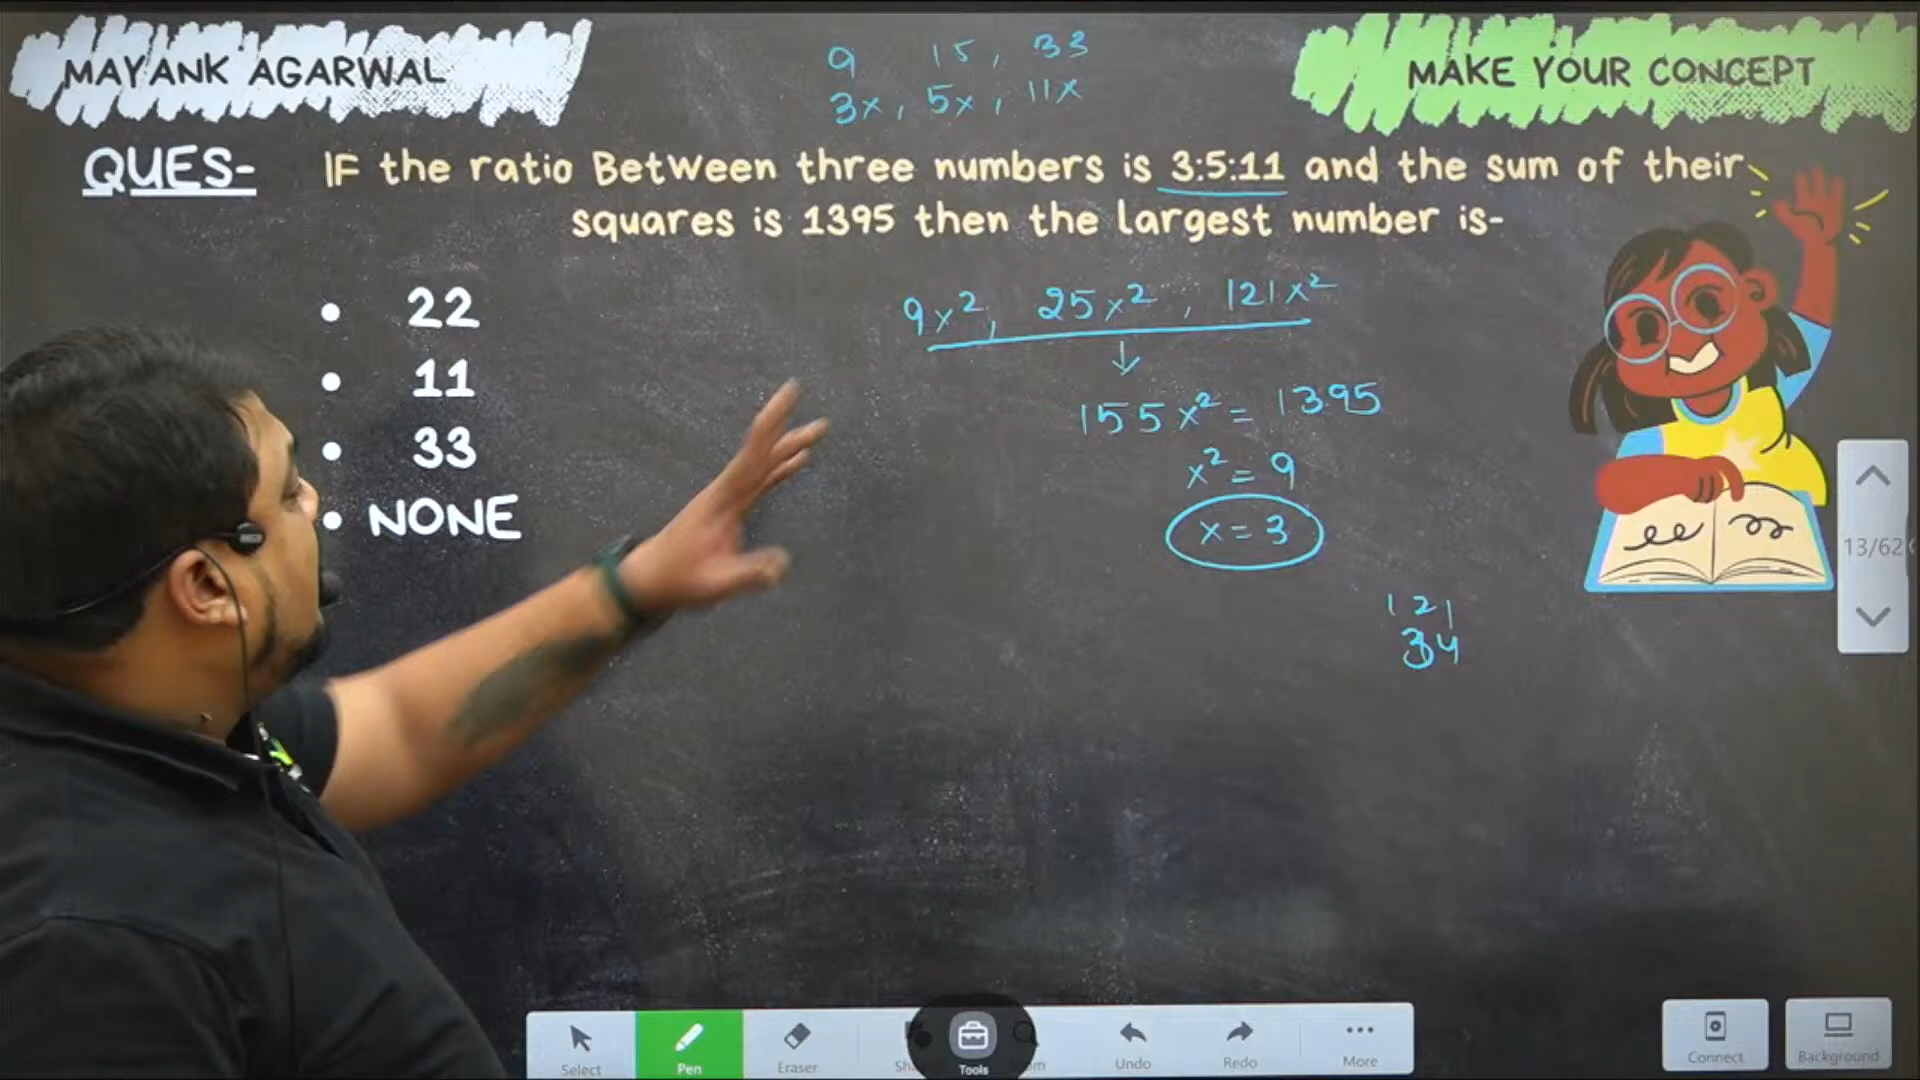 MAYANK AGARWAL
9 15, 33
3x, 5x, 11x
MAKE YOUR CONCEPT
QUES- IF the ratio Between three numbers is 3:5:11 and the sum of their
squares is 1395 then the largest number is-
• 22
• 11
• 33
• NONE
9x², 25x², 121x²
↓
155x² = 1395
x² = 9
x = 3
121
34
13/62
Select
Pen
Eraser
Tools
Undo
Redo
More
Connect
Background